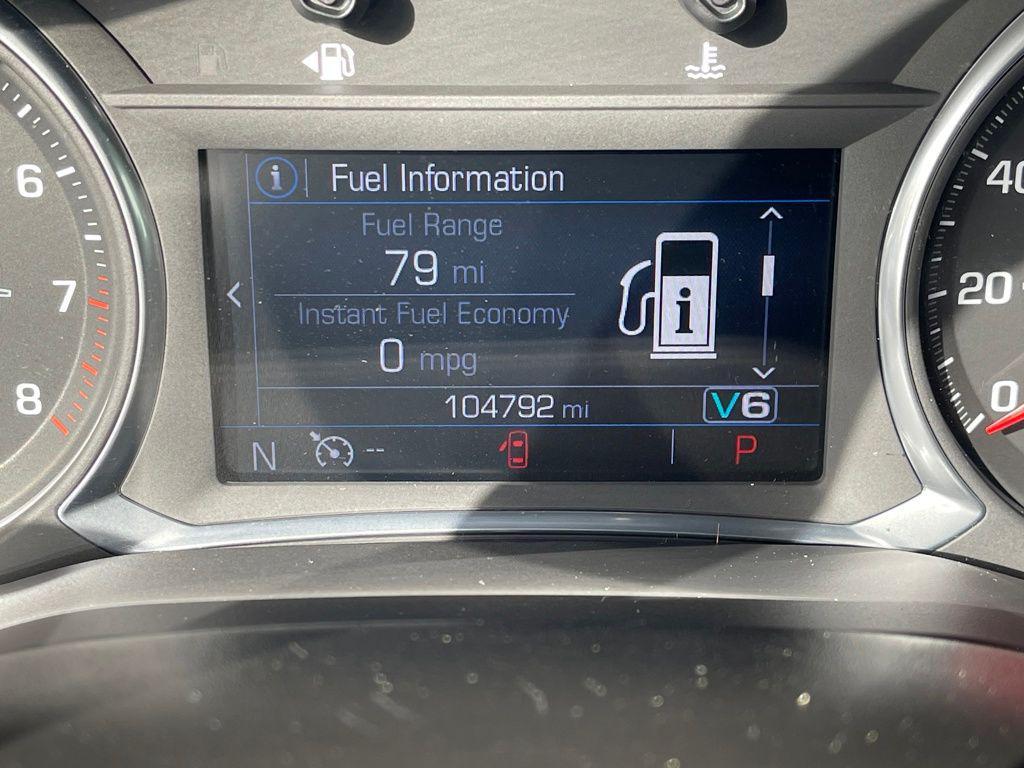 i Fuel Information
Fuel Range
79 mi
Instant Fuel Economy
0 mpg
i
104792 mi V6
N -- P
6
7
8
40
20
0